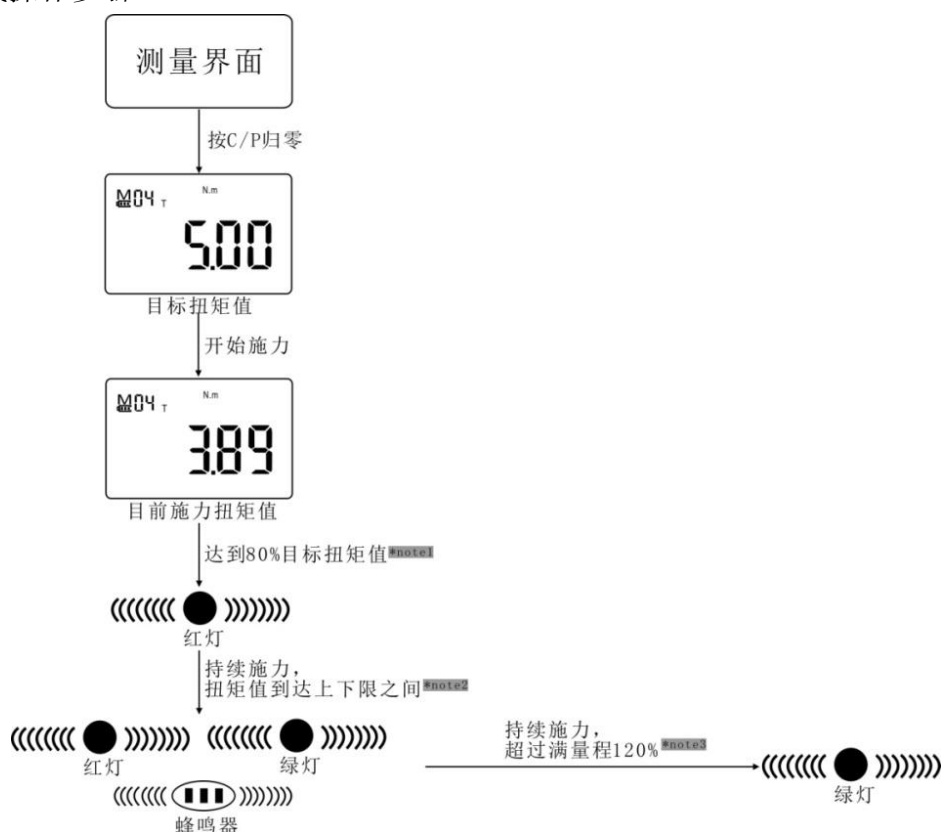 测量界面
按C/P归零
M04 T
N.m
5.00
目标扭矩值
开始施力
M04 T
N.m
3.89
目前施力扭矩值
达到80%目标扭矩值*note1
红灯
持续施力，
扭矩值到达上下限之间*note2
红灯
绿灯
蜂鸣器
持续施力，
超过满量程120%*note3
绿灯